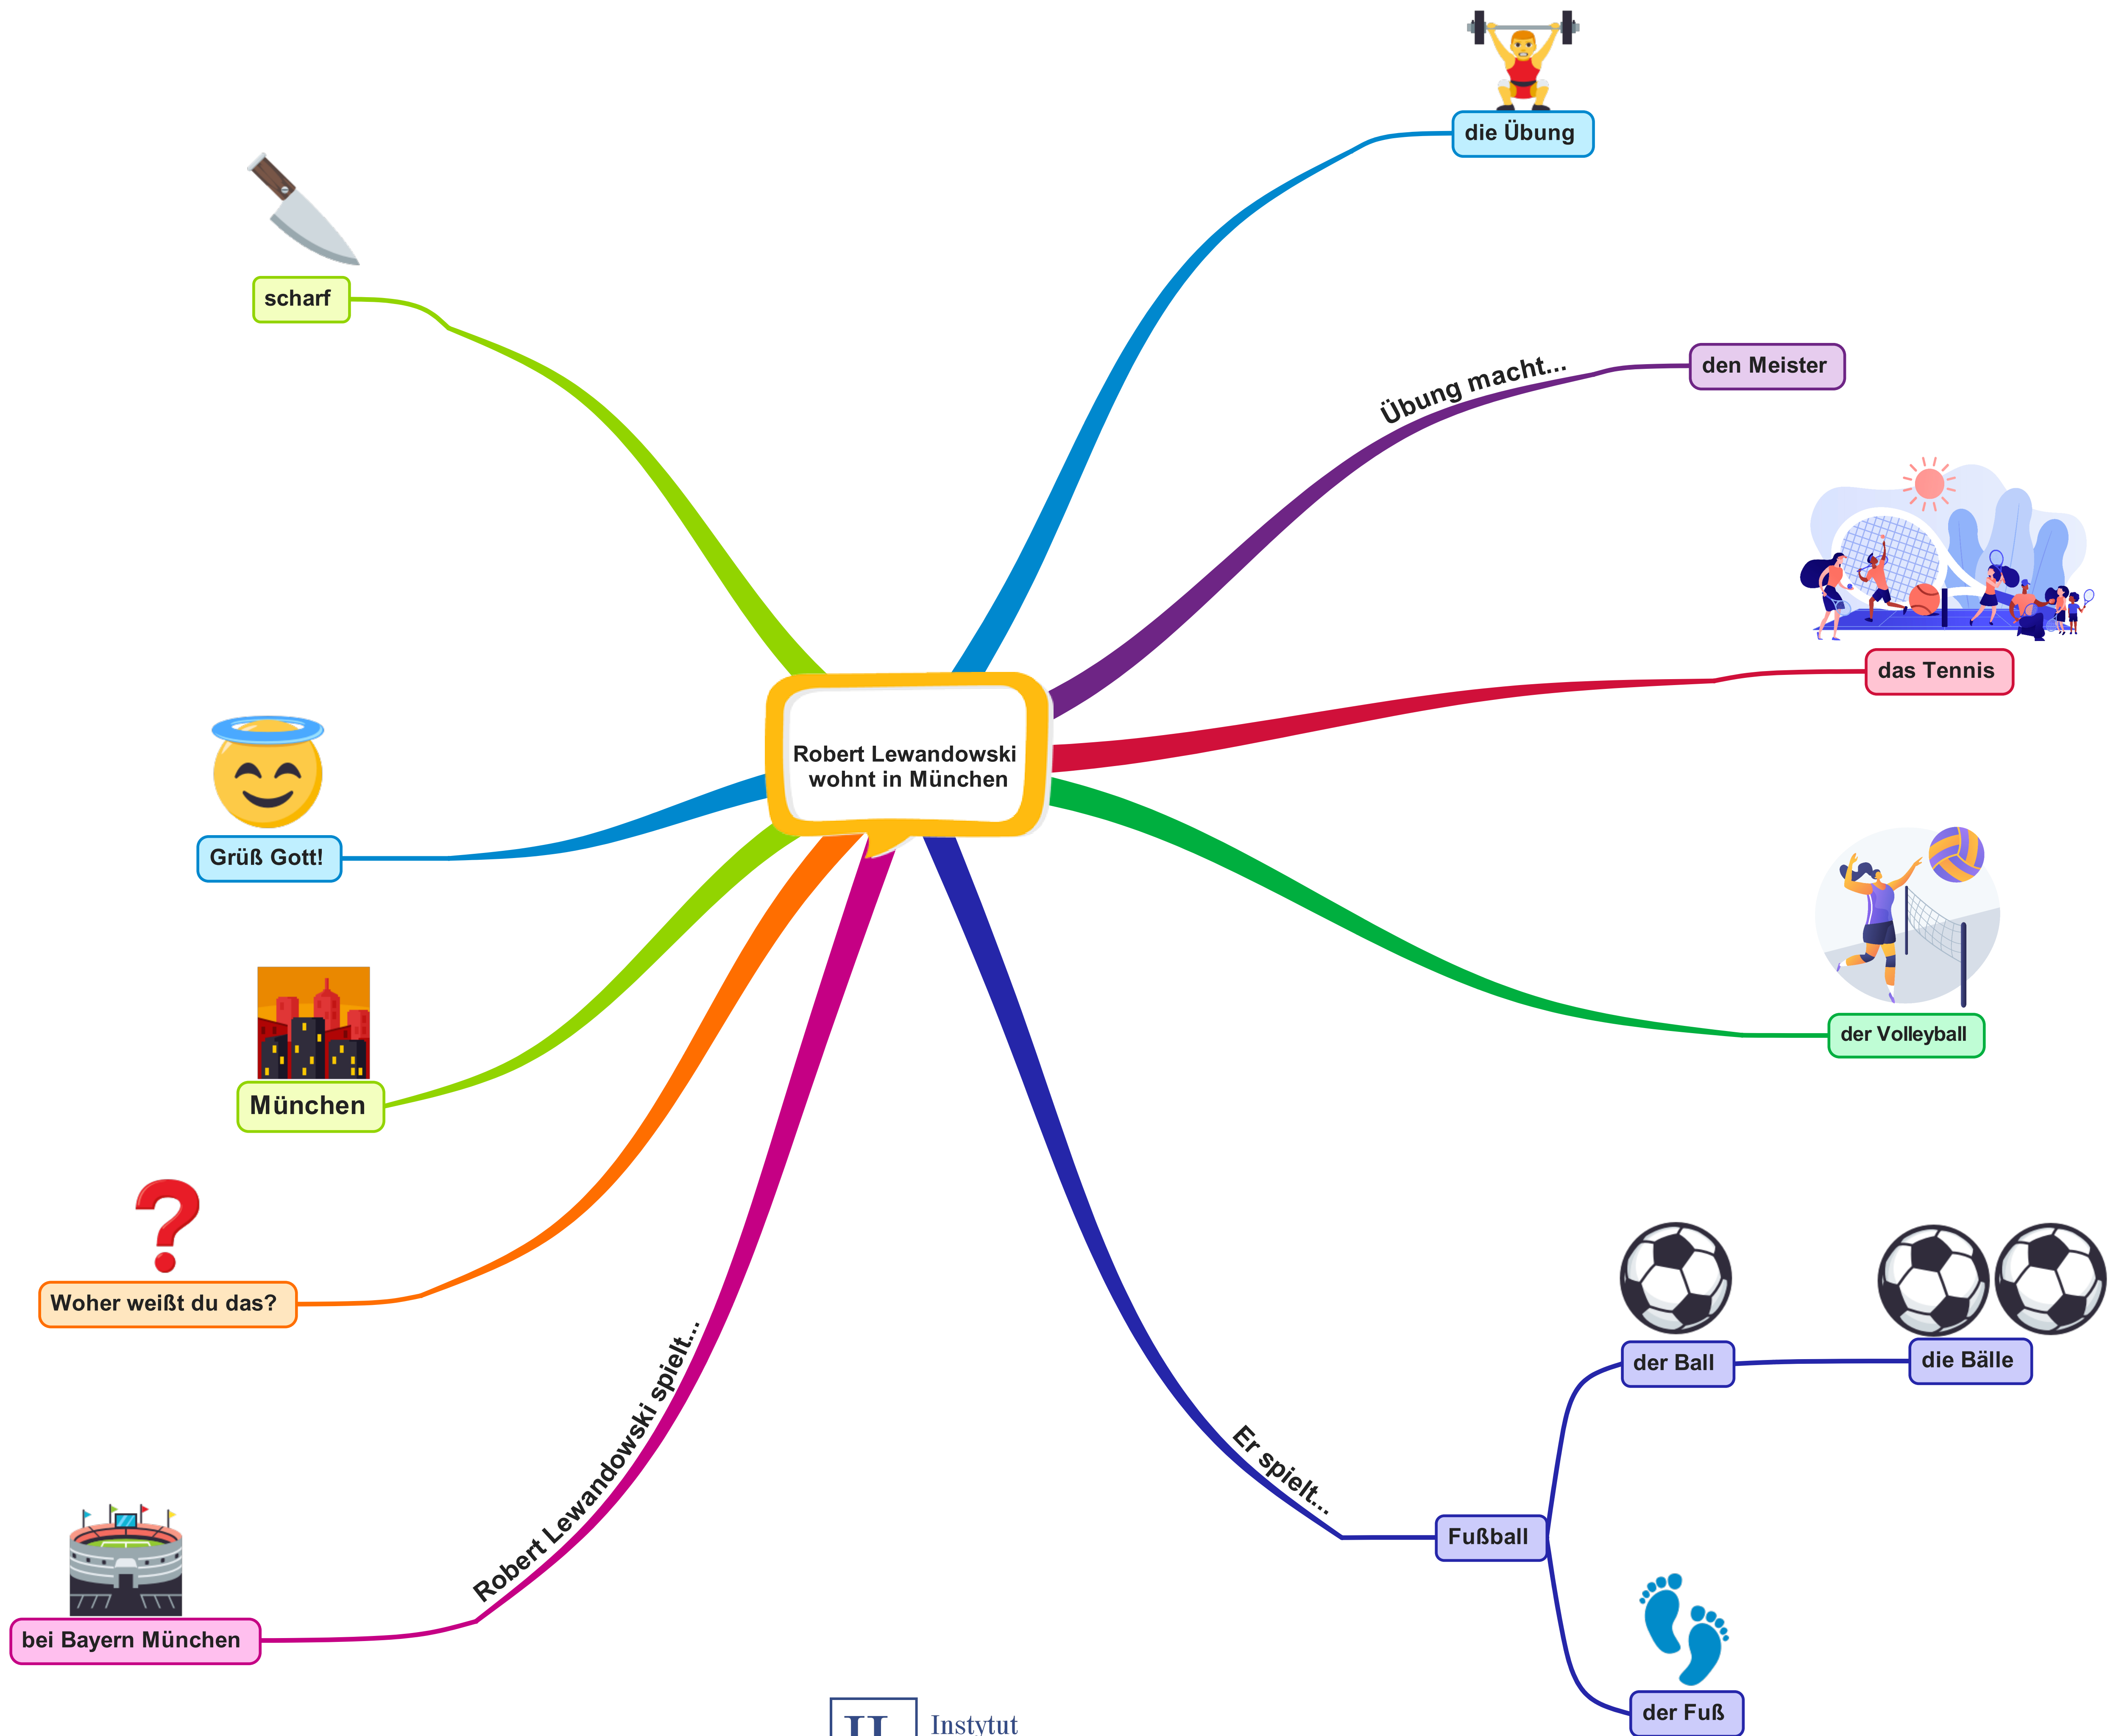 die Übung
scharf
Übung macht...
den Meister
das Tennis
Robert Lewandowski
wohnt in München
Grüß Gott!
der Volleyball
München
Woher weißt du das?
der Ball
die Bälle
Robert Lewandowski spielt...
Er spielt...
Fußball
bei Bayern München
der Fuß
Instytut